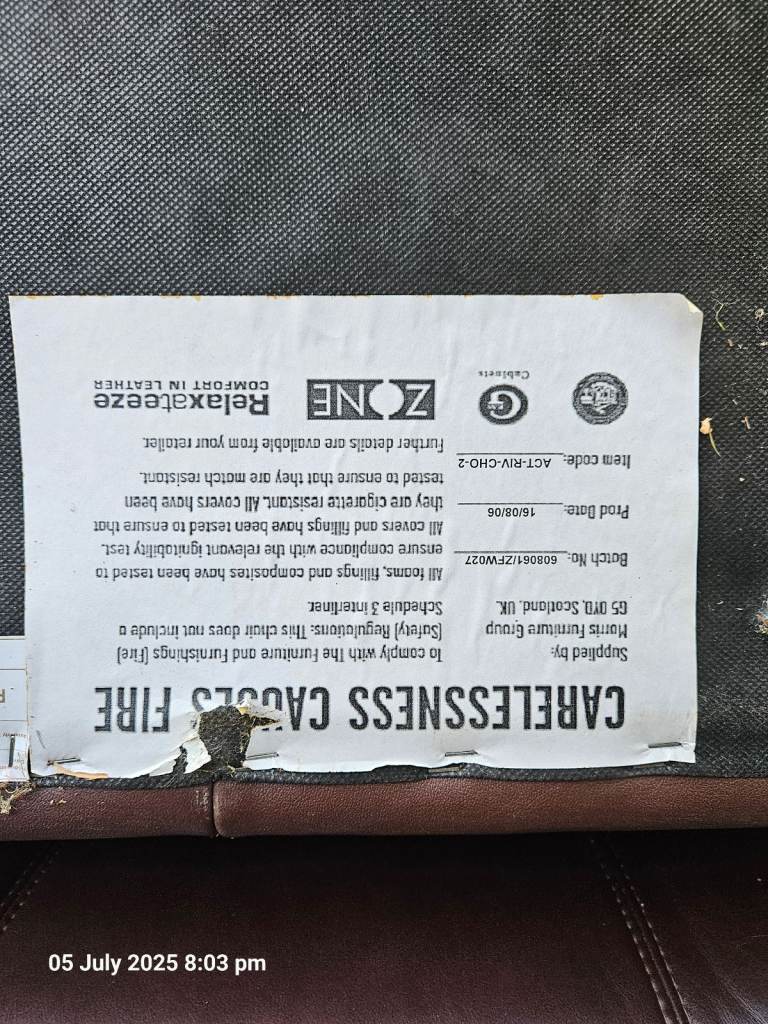 CARELESSNESS CAUSES FIRE
Supplied by:
Morris Furniture Group
G5 0YD, Scotland. UK.
Batch No: 608061/ZFW027
Prod Date: 16/08/06
Item code: ACT-RIV-CHO-2
To comply with The Furniture and Furnishings [Fire]
[Safety] Regulations: This chair does not include a
Schedule 3 interliner.
All foams, fillings and composites have been tested to
ensure compliance with the relevant ignitability test.
All covers and fillings have been tested to ensure that
they are cigarette resistant. All covers have been
tested to ensure that they are match resistant.
Further details are available from your retailer.
G
Cabinets
ZONE
Relaxateeze
COMFORT IN LEATHER
05 July 2025 8:03 pm